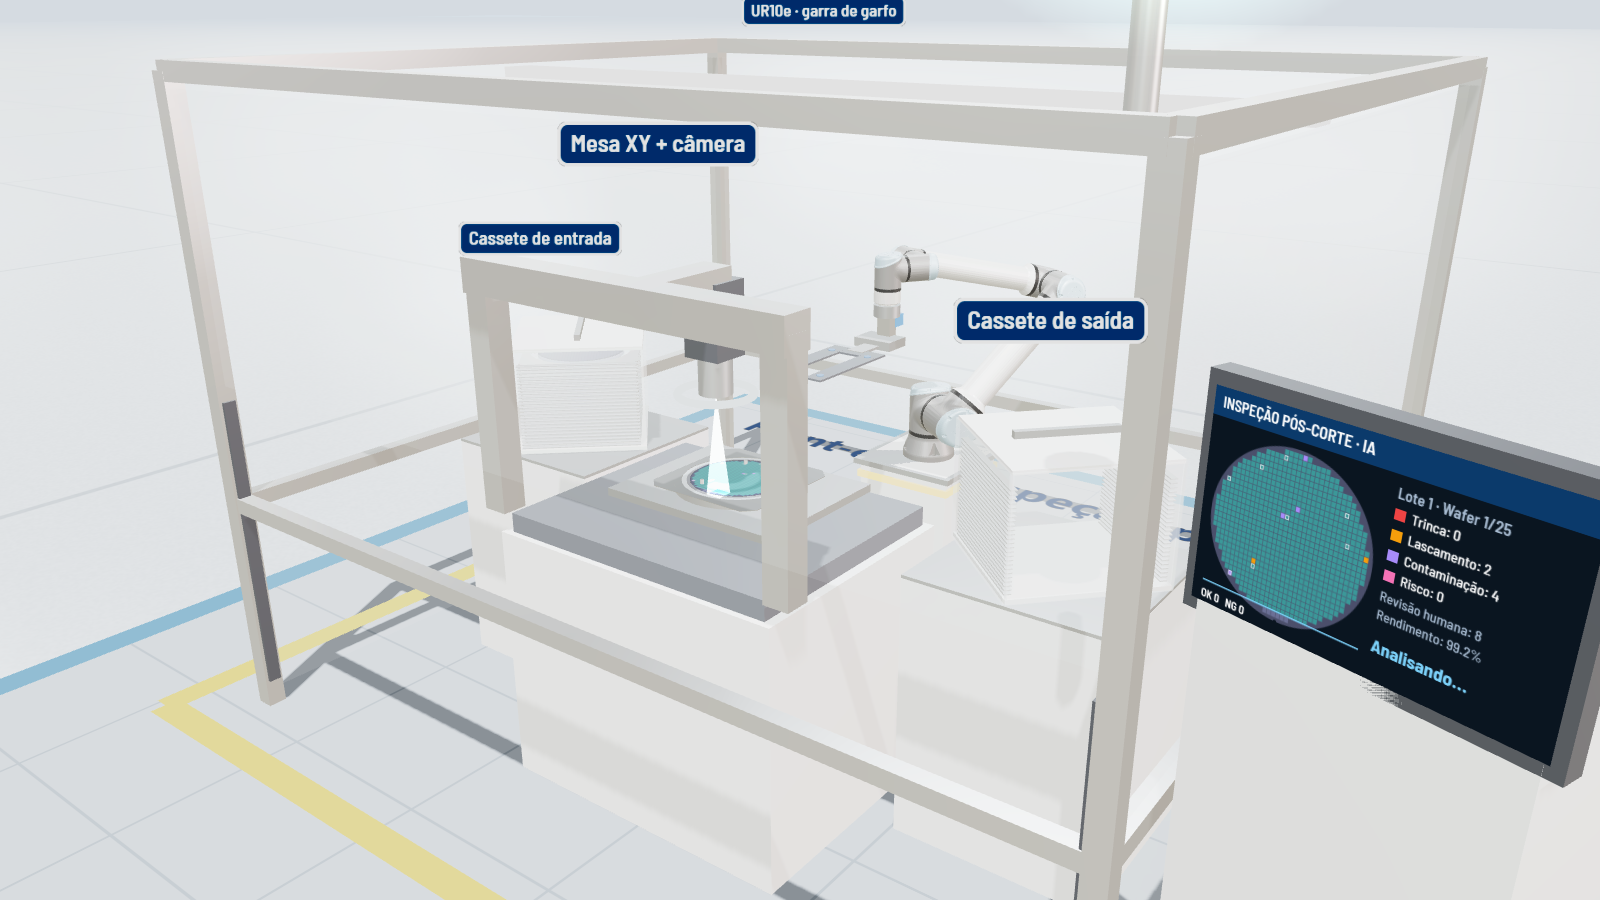 UR10e · garra de garfo
Mesa XY + câmera
Cassete de entrada
Cassete de saída
INSPEÇÃO PÓS-CORTE · IA
Lote 1 · Wafer 1/25
Trinca: 0
Lascamento: 2
Contaminação: 4
Risco: 0
Revisão humana: 8
Rendimento: 99.2%
OK 0 NG 0
Analisando...